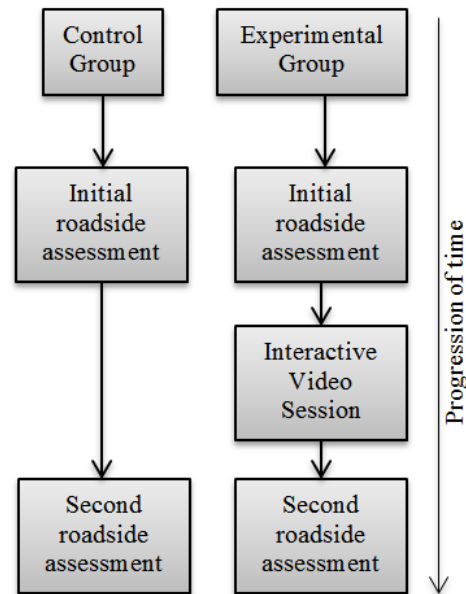 Control
Group
Experimental
Group
Initial
roadside
assessment
Initial
roadside
assessment
Interactive
Video
Session
Second
roadside
assessment
Second
roadside
assessment
Progression of time